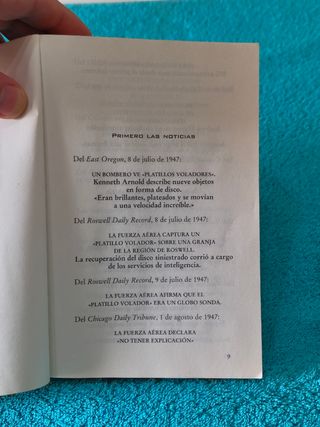 PRIMERO LAS NOTICIAS
Del East Oregon, 8 de julio de 1947:
UN BOMBERO VE «PLATILLOS VOLADORES».
Kenneth Arnold describe nueve objetos
en forma de disco.
«Eran brillantes, plateados y se movían
a una velocidad increíble.»
Del Roswell Daily Record, 8 de julio de 1947:
LA FUERZA AÉREA CAPTURA UN
«PLATILLO VOLADOR» SOBRE UNA GRANJA
DE LA REGIÓN DE ROSWELL.
La recuperación del disco siniestrado corrió a cargo
de los servicios de inteligencia.
Del Roswell Daily Record, 9 de julio de 1947:
LA FUERZA AÉREA AFIRMA QUE EL
«PLATILLO VOLADOR» ERA UN GLOBO SONDA.
Del Chicago Daily Tribune, 1 de agosto de 1947:
LA FUERZA AÉREA DECLARA
«NO TENER EXPLICACIÓN»
9